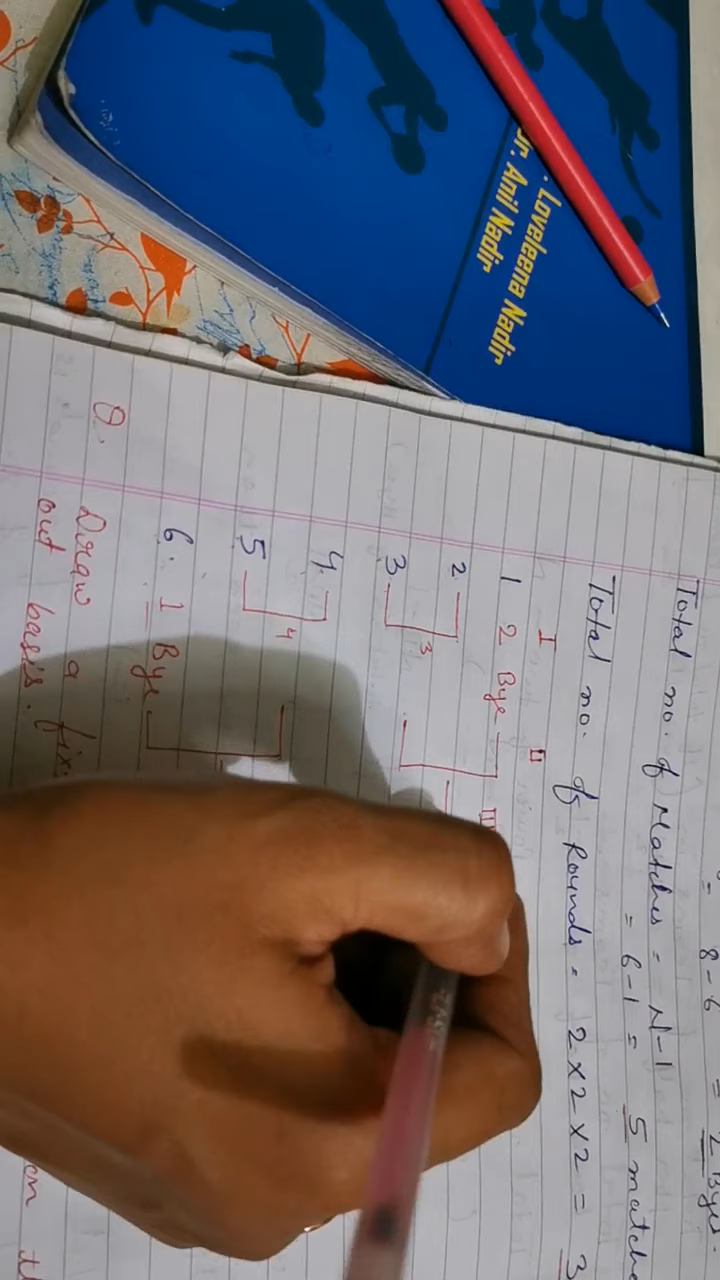 . Loveleena Nadir
Dr. Anil Nadir
= 8-6 = 2 Byes.
Total no. of Matches = N-1
= 6-1 = 5 matche
Total no. of Rounds = 2×2×2 = 3
I II III
1 2 Bye
2
3 3
4.
5 4
6. 1 Bye
Q. Draw a fix
out basis.